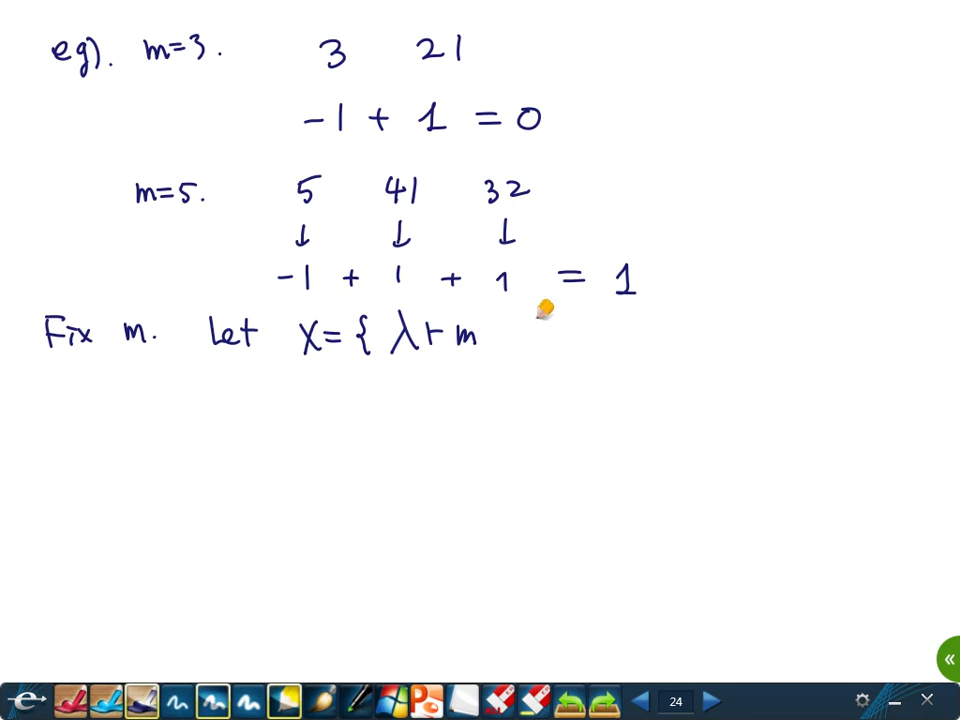 eg). m=3. 3 21
-1 + 1 = 0
m=5. 5 41 32
↓ ↓ ↓
-1 + 1 + 1 = 1
Fix m. Let X={ λ⊢m
24